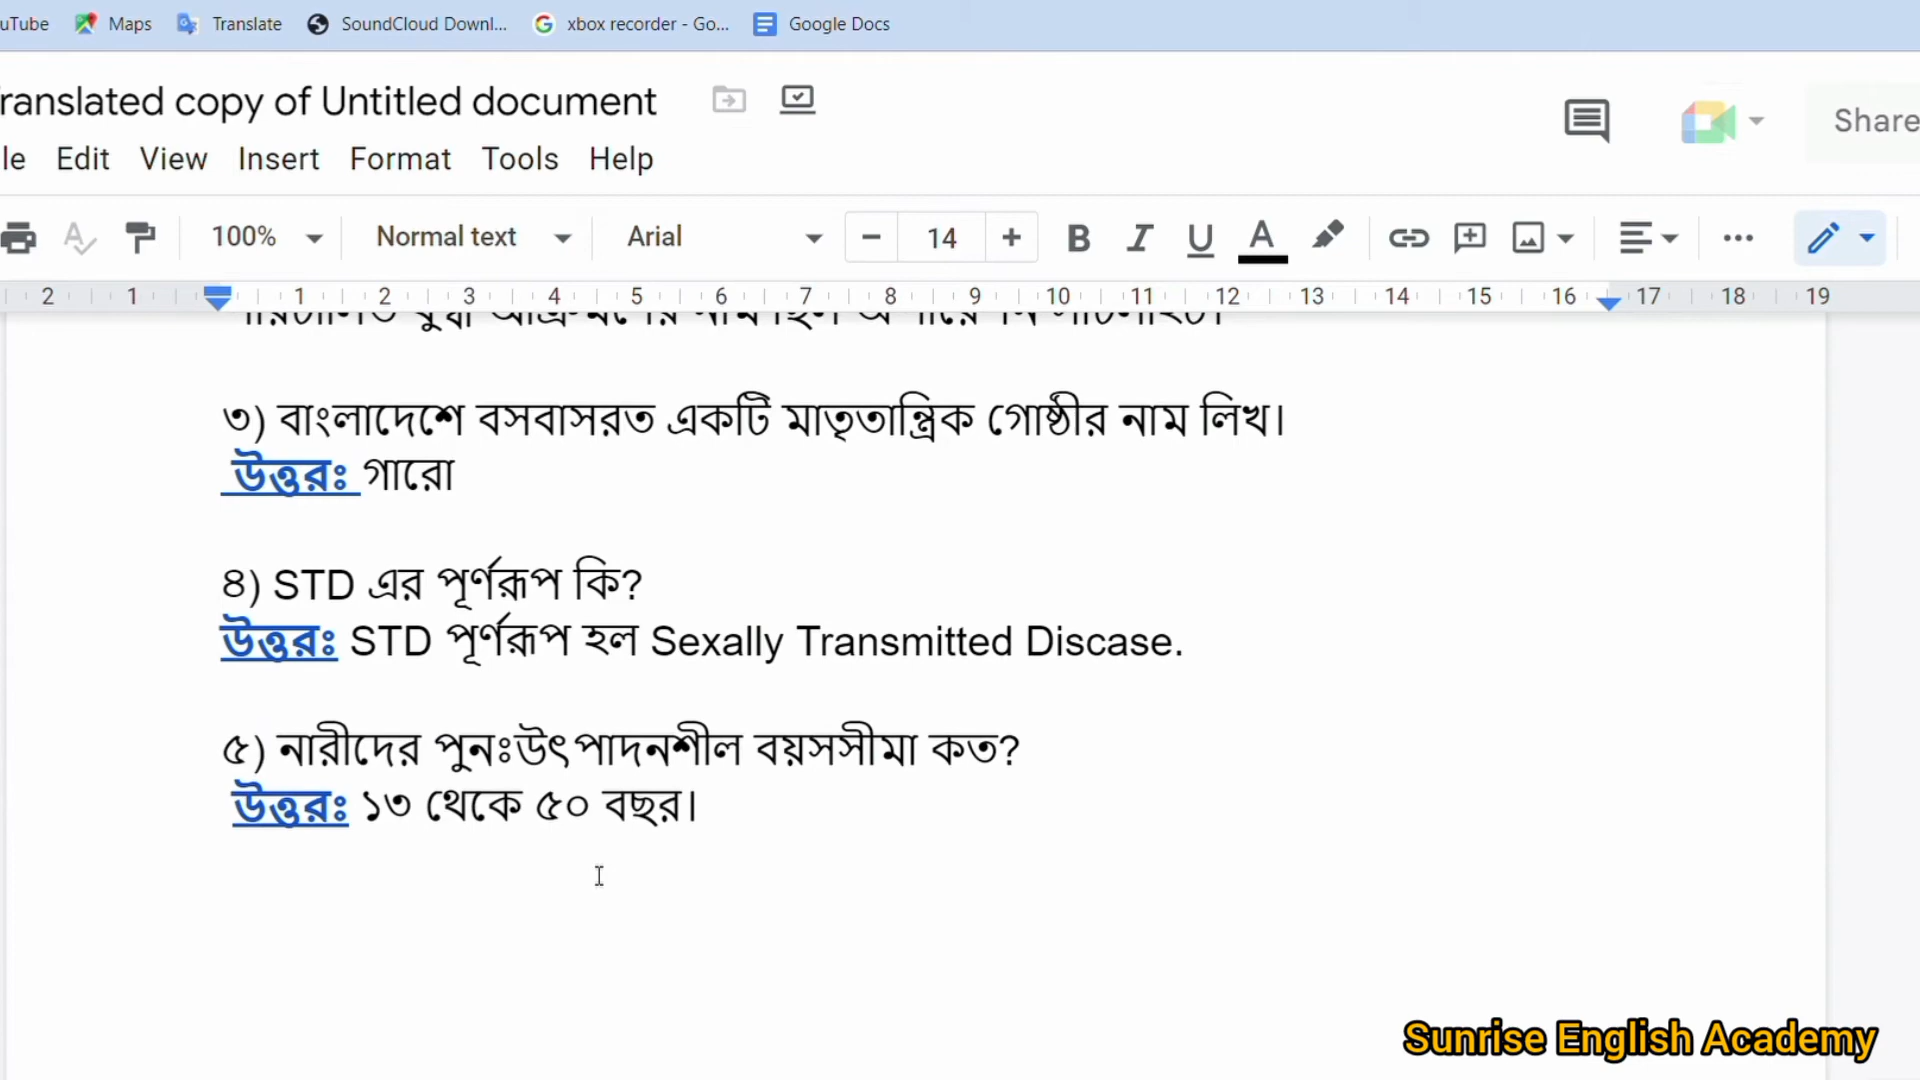 uTube Maps Translate SoundCloud Downl... xbox recorder - Go... Google Docs
ranslated copy of Untitled document
Share
le Edit View Insert Format Tools Help
100% Normal text Arial 14
2 1 1 2 3 4 5 6 7 8 9 10 11 12 13 14 15 16 17 18 19
৩) বাংলাদেশে বসবাসরত একটি মাতৃতান্ত্রিক গোষ্ঠীর নাম লিখ।
উত্তরঃ গারো
৪) STD এর পূর্ণরূপ কি?
উত্তরঃ STD পূর্ণরূপ হল Sexally Transmitted Discase.
৫) নারীদের পুনঃউৎপাদনশীল বয়সসীমা কত?
উত্তরঃ ১৩ থেকে ৫০ বছর।
Sunrise English Academy